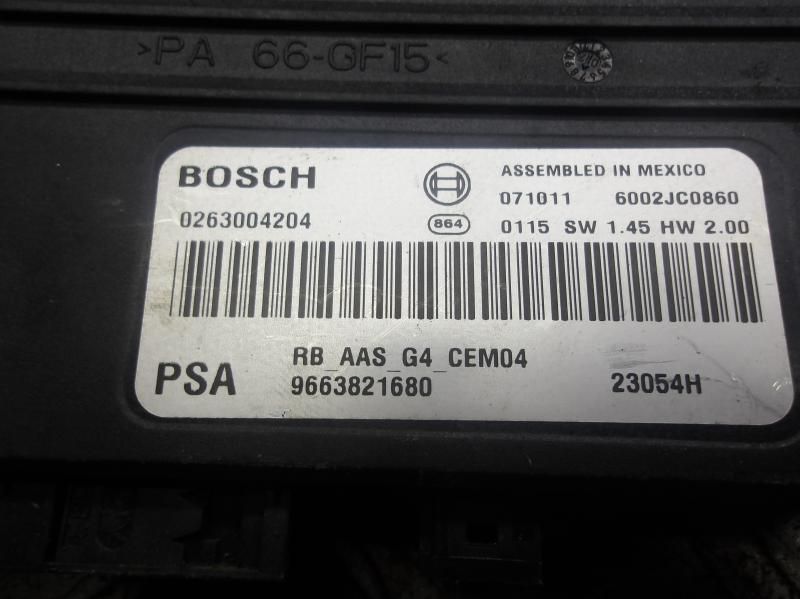 >PA 66-GF15<
BOSCH
ASSEMBLED IN MEXICO
071011 6002JC0860
0263004204
864
0115 SW 1.45 HW 2.00
RB_AAS_G4_CEM04
PSA
9663821680
23054H